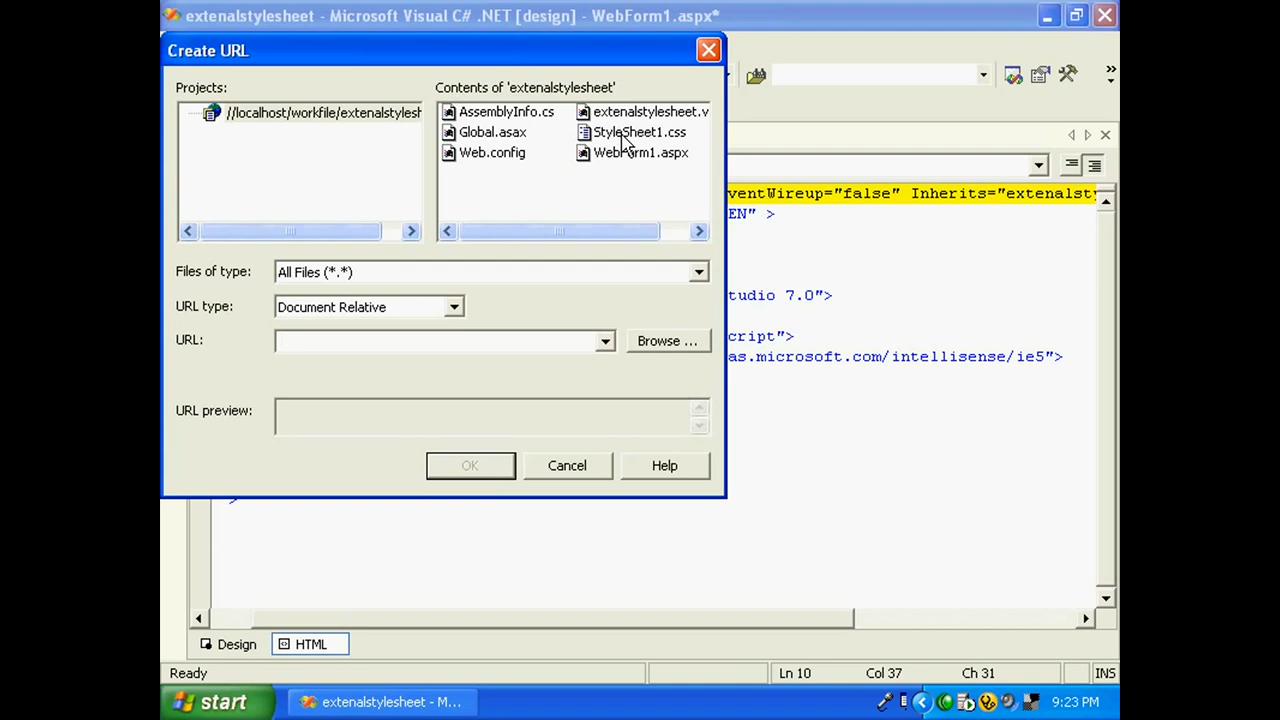 extenalstylesheet - Microsoft Visual C# .NET [design] - WebForm1.aspx*
Create URL
Projects:
Contents of 'extenalstylesheet'
//localhost/workfile/extenalstylesh
AssemblyInfo.cs
extenalstylesheet.v
Global.asax
StyleSheet1.css
Web.config
WebForm1.aspx
ventWireup="false" Inherits="extenalsty
EN" >
Files of type:
All Files (*.*)
tudio 7.0">
URL type:
Document Relative
URL:
Browse ...
cript">
as.microsoft.com/intellisense/ie5">
URL preview:
OK
Cancel
Help
>
Design
HTML
Ready
Ln 10
Col 37
Ch 31
INS
start
extenalstylesheet - M...
9:23 PM